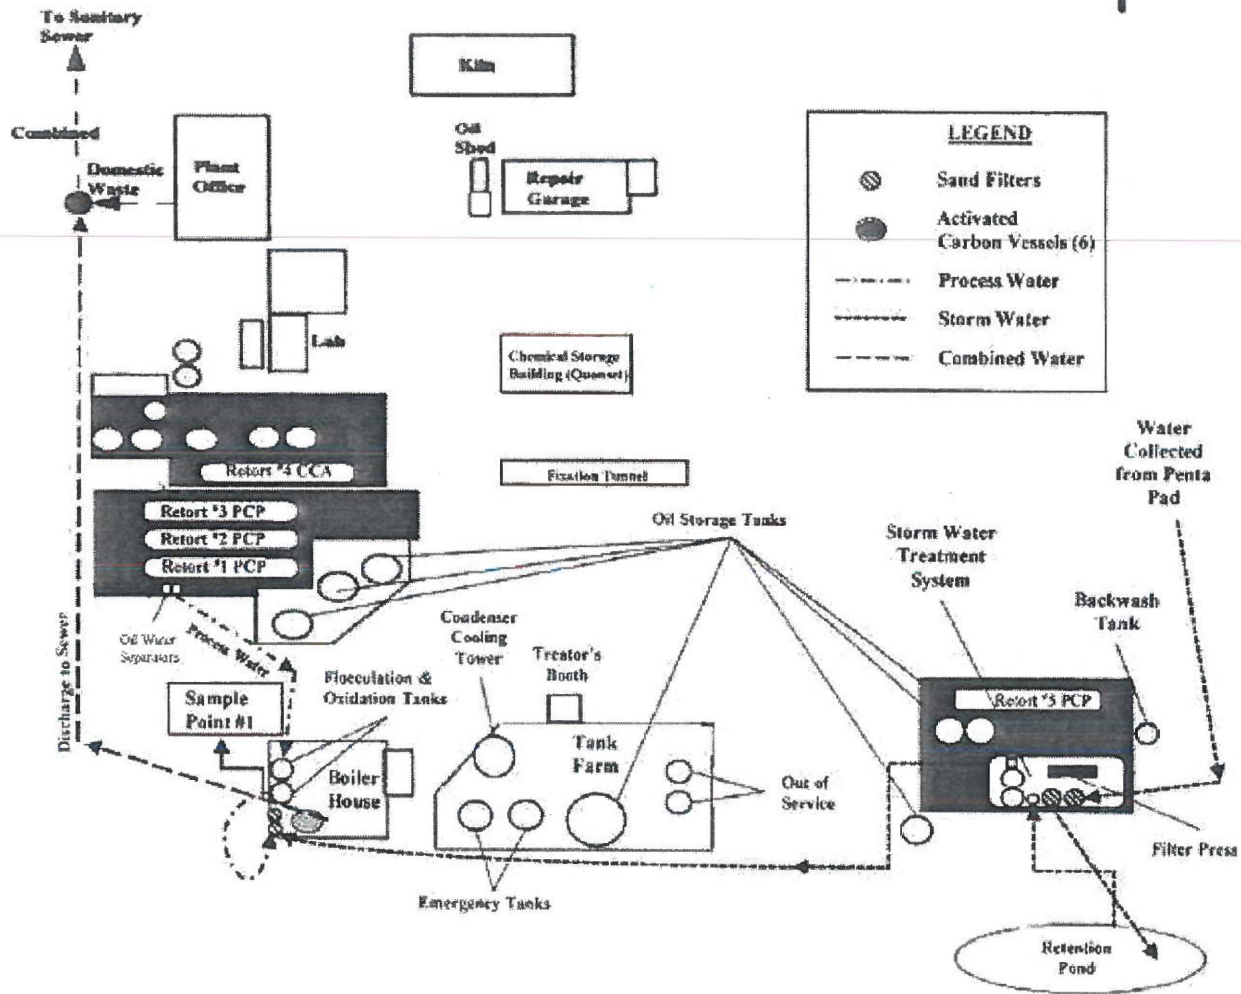 To Sanitary
Sewer
Kiln
Combined
Domestic
Waste
Plant
Office
Oil
Shed
Repair
Garage
LEGEND
Sand Filters
Activated
Carbon Vessels (6)
Process Water
Storm Water
Combined Water
Lab
Chemical Storage
Building (Quonset)
Retort #4 CCA
Fixation Tunnel
Water
Collected
from Penta
Pad
Retort #3 PCP
Retort #2 PCP
Retort #1 PCP
Oil Storage Tanks
Storm Water
Treatment
System
Backwash
Tank
Oil Water
Separators
Process Water
Condenser
Cooling
Tower
Treator's
Booth
Flocculation &
Oxidation Tanks
Discharge to Sewer
Sample
Point #1
Retort #5 PCP
Boiler
House
Tank
Farm
Out of
Service
Filter Press
Emergency Tanks
Retention
Pond